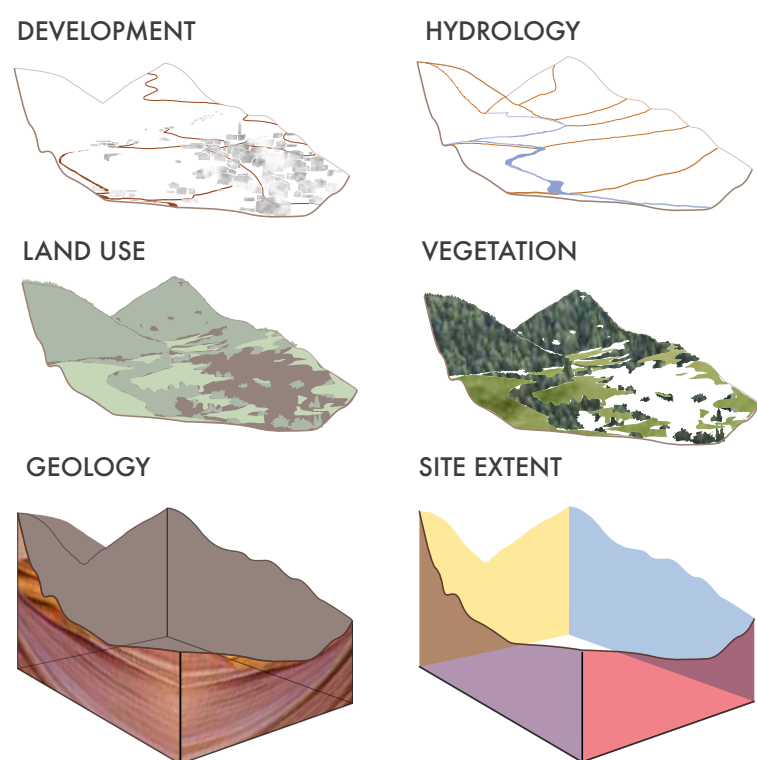 DEVELOPMENT
HYDROLOGY
LAND USE
VEGETATION
GEOLOGY
SITE EXTENT